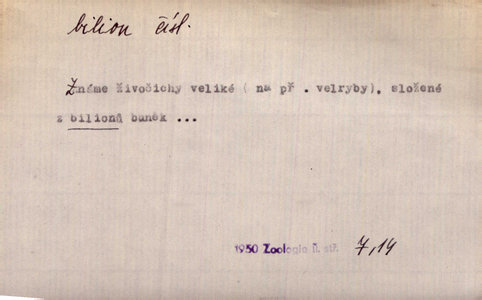 bilion čísl.
Známe živočichy veliké ( na př . velryby), složené
z bilionů buněk ...
1950 Zoologie II. stř. 7,14